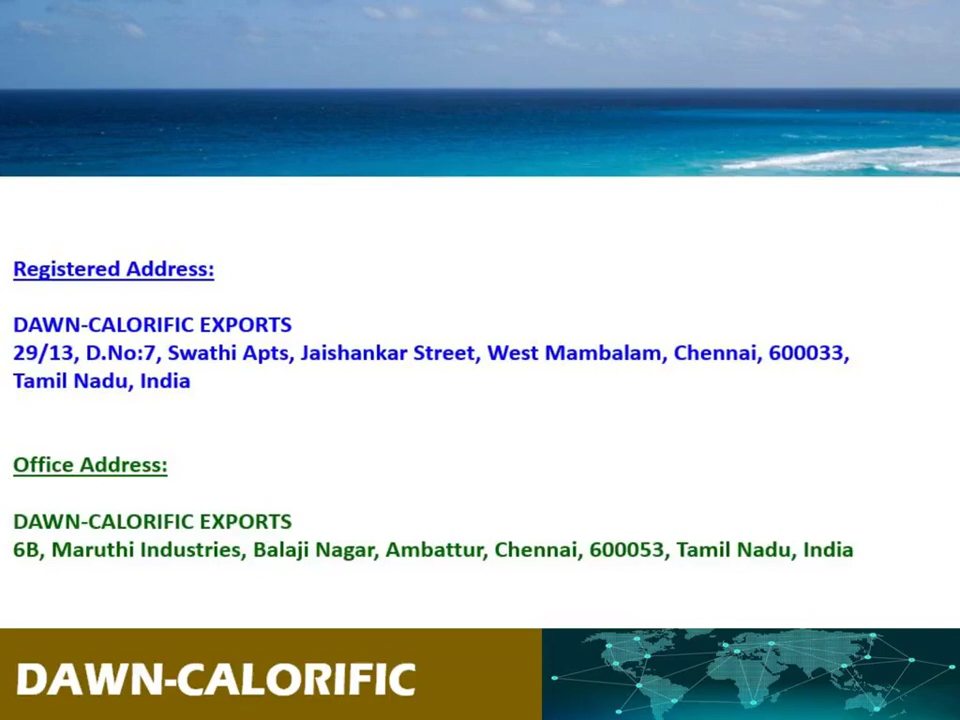 Registered Address:
DAWN-CALORIFIC EXPORTS
29/13, D.No:7, Swathi Apts, Jaishankar Street, West Mambalam, Chennai, 600033,
Tamil Nadu, India
Office Address:
DAWN-CALORIFIC EXPORTS
6B, Maruthi Industries, Balaji Nagar, Ambattur, Chennai, 600053, Tamil Nadu, India
DAWN-CALORIFIC